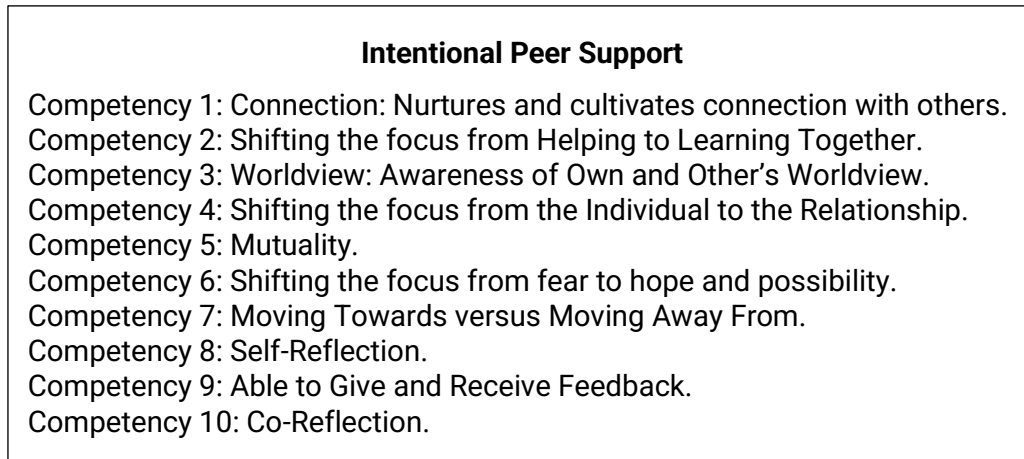 Intentional Peer Support
Competency 1: Connection: Nurtures and cultivates connection with others.
Competency 2: Shifting the focus from Helping to Learning Together.
Competency 3: Worldview: Awareness of Own and Other’s Worldview.
Competency 4: Shifting the focus from the Individual to the Relationship.
Competency 5: Mutuality.
Competency 6: Shifting the focus from fear to hope and possibility.
Competency 7: Moving Towards versus Moving Away From.
Competency 8: Self-Reflection.
Competency 9: Able to Give and Receive Feedback.
Competency 10: Co-Reflection.